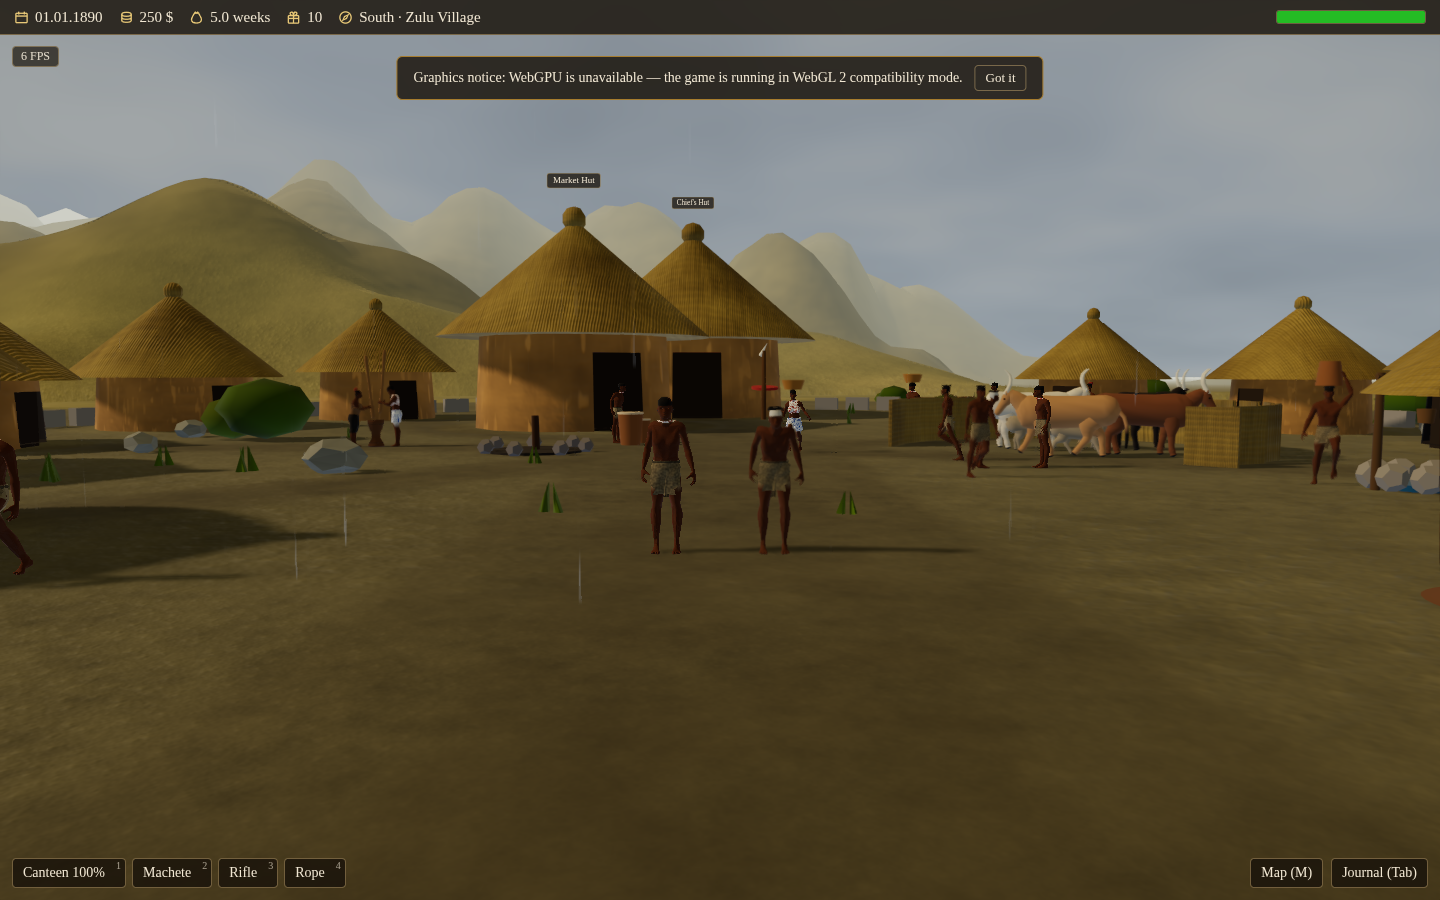 01.01.1890 250 $ 5.0 weeks 10 South · Zulu Village
6 FPS
Graphics notice: WebGPU is unavailable — the game is running in WebGL 2 compatibility mode. Got it
Market Hut
Chief's Hut
Canteen 100% 1 Machete 2 Rifle 3 Rope 4
Map (M) Journal (Tab)